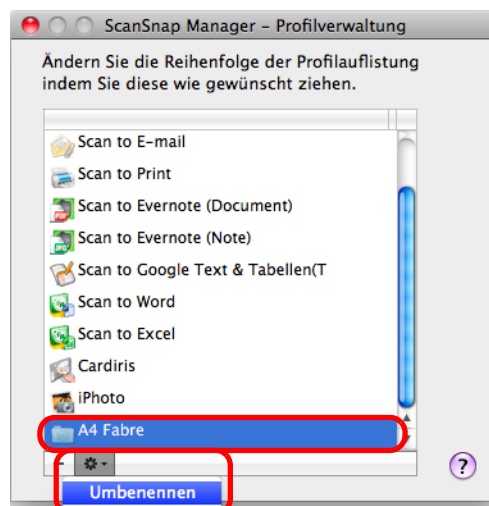 ScanSnap Manager – Profilverwaltung
Ändern Sie die Reihenfolge der Profilauflistung
indem Sie diese wie gewünscht ziehen.
Scan to E-mail
Scan to Print
Scan to Evernote (Document)
Scan to Evernote (Note)
Scan to Google Text & Tabellen(T
Scan to Word
Scan to Excel
Cardiris
iPhoto
A4 Fabre
Umbenennen